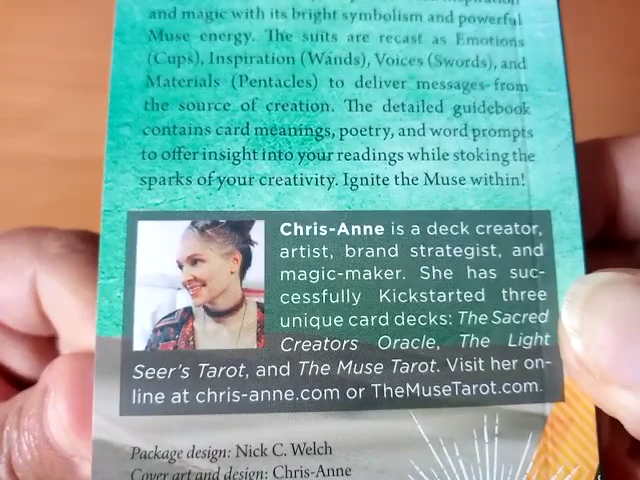 and magic with its bright symbolism and powerful
Muse energy. The suits are recast as Emotions
(Cups), Inspiration (Wands), Voices (Swords), and
Materials (Pentacles) to deliver messages from
the source of creation. The detailed guidebook
contains card meanings, poetry, and word prompts
to offer insight into your readings while stoking the
sparks of your creativity. Ignite the Muse within!
Chris-Anne is a deck creator,
artist, brand strategist, and
magic-maker. She has suc-
cessfully Kickstarted three
unique card decks: The Sacred
Creators Oracle, The Light
Seer's Tarot, and The Muse Tarot. Visit her on-
line at chris-anne.com or TheMuseTarot.com.
Package design: Nick C. Welch
Cover art and design: Chris-Anne